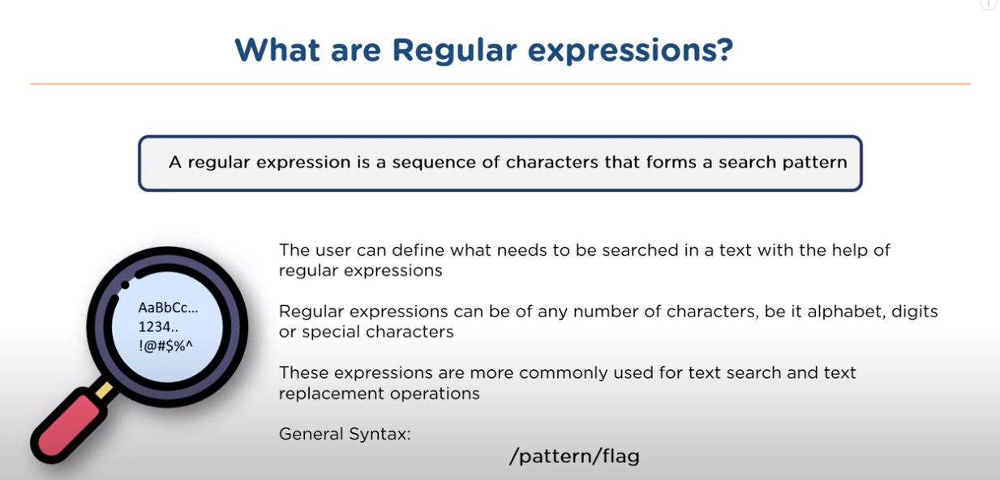 What are Regular expressions?
A regular expression is a sequence of characters that forms a search pattern
The user can define what needs to be searched in a text with the help of
regular expressions
AaBbCc...
1234..
!@#$%^
Regular expressions can be of any number of characters, be it alphabet, digits
or special characters
These expressions are more commonly used for text search and text
replacement operations
General Syntax:
/pattern/flag